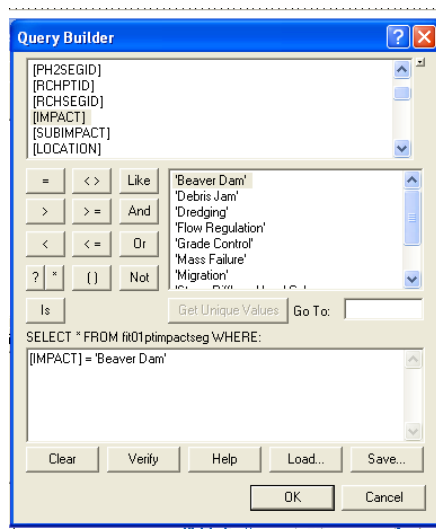 Query Builder
[PH2SEGID]
[RCHPTID]
[RCHSEGID]
[IMPACT]
[SUBIMPACT]
[LOCATION]
= <> Like
> > = And
< < = Or
? * () Not
Is
'Beaver Dam'
'Debris Jam'
'Dredging'
'Flow Regulation'
'Grade Control'
'Mass Failure'
'Migration'
Get Unique Values Go To:
SELECT * FROM fit01ptimpactseg WHERE:
[IMPACT] = 'Beaver Dam'
Clear Verify Help Load... Save...
OK Cancel